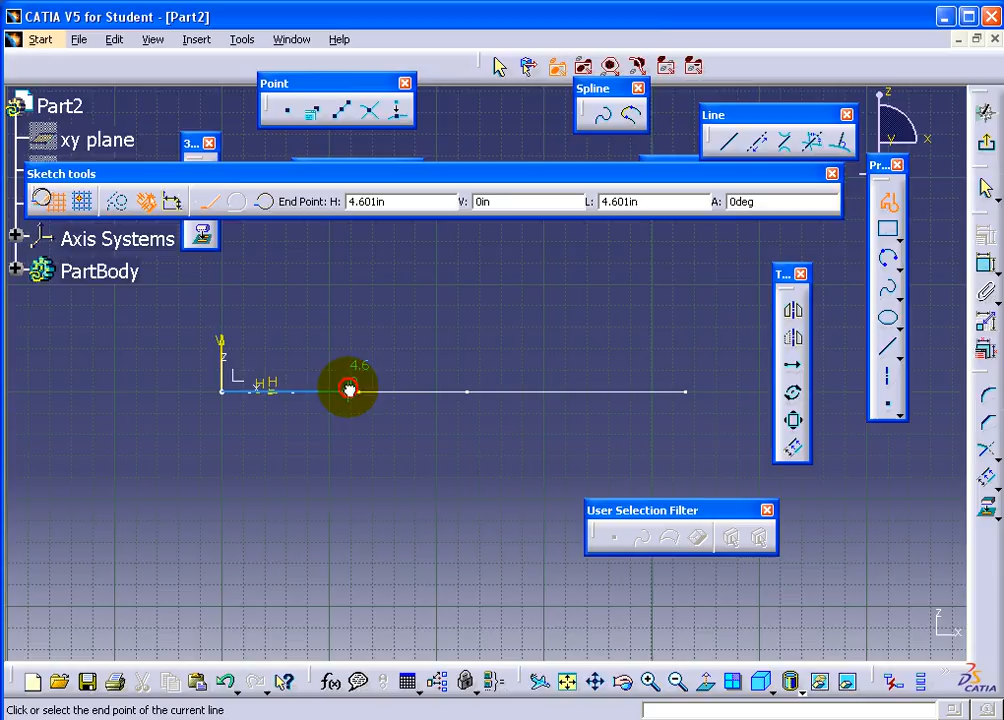 CATIA V5 for Student - [Part2]
Start File Edit View Insert Tools Window Help
Point
Spline
Line
z
x
y
Part2
xy plane
3...
Pr...
Sketch tools
End Point: H: 4.601in V: 0in L: 4.601in A: 0deg
Axis Systems
PartBody
T...
V
z
4.6
H H
User Selection Filter
z
x
f(x)
CATIA
Click or select the end point of the current line